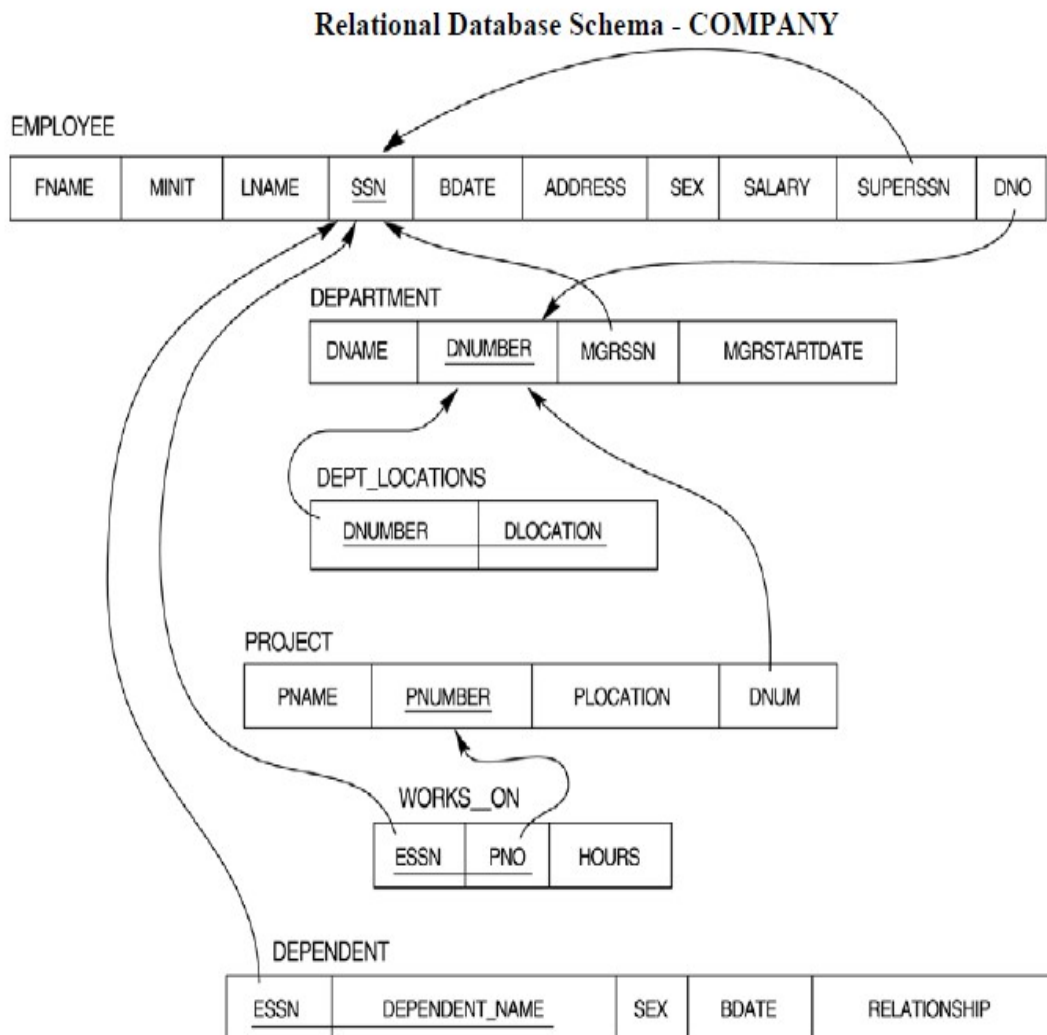 Relational Database Schema - COMPANY
EMPLOYEE
FNAME MINIT LNAME SSN BDATE ADDRESS SEX SALARY SUPERSSN DNO
DEPARTMENT
DNAME DNUMBER MGRSSN MGRSTARTDATE
DEPT_LOCATIONS
DNUMBER DLOCATION
PROJECT
PNAME PNUMBER PLOCATION DNUM
WORKS_ON
ESSN PNO HOURS
DEPENDENT
ESSN DEPENDENT_NAME SEX BDATE RELATIONSHIP